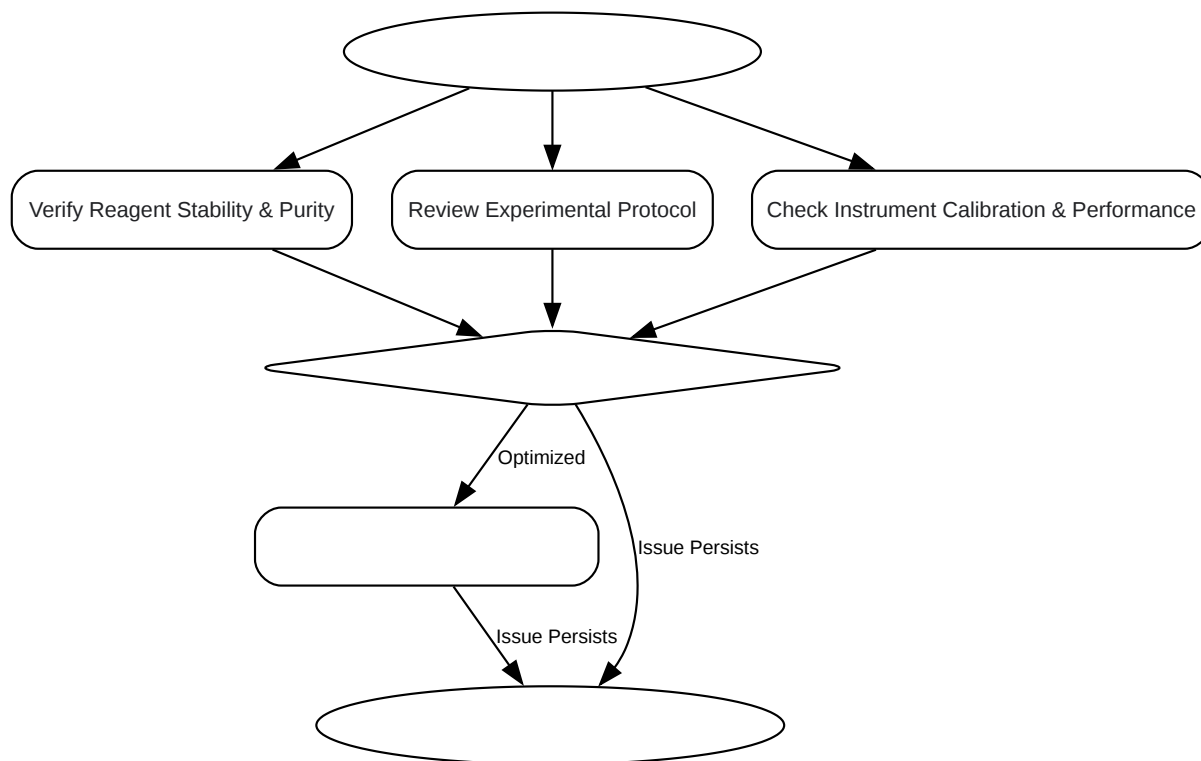 Verify Reagent Stability & Purity
Review Experimental Protocol
Check Instrument Calibration & Performance
Optimized
Issue Persists
Issue Persists